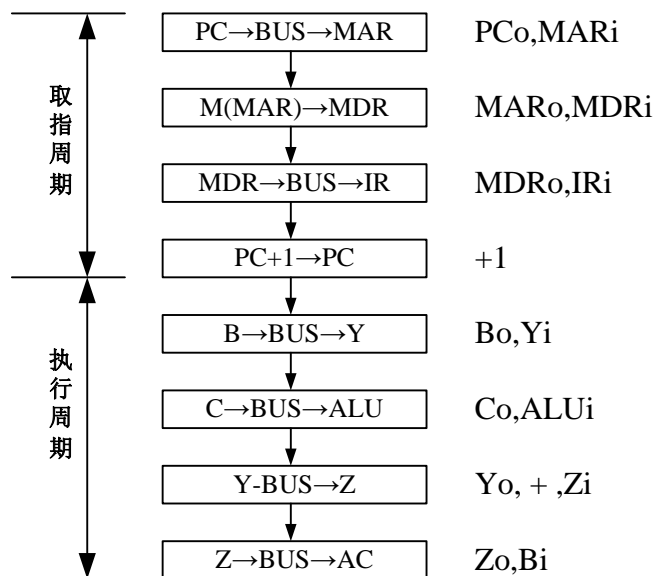 取指周期
PC→BUS→MAR PCo,MARi
M(MAR)→MDR MARo,MDRi
MDR→BUS→IR MDRo,IRi
PC+1→PC +1
执行周期
B→BUS→Y Bo,Yi
C→BUS→ALU Co,ALUi
Y-BUS→Z Yo, + ,Zi
Z→BUS→AC Zo,Bi